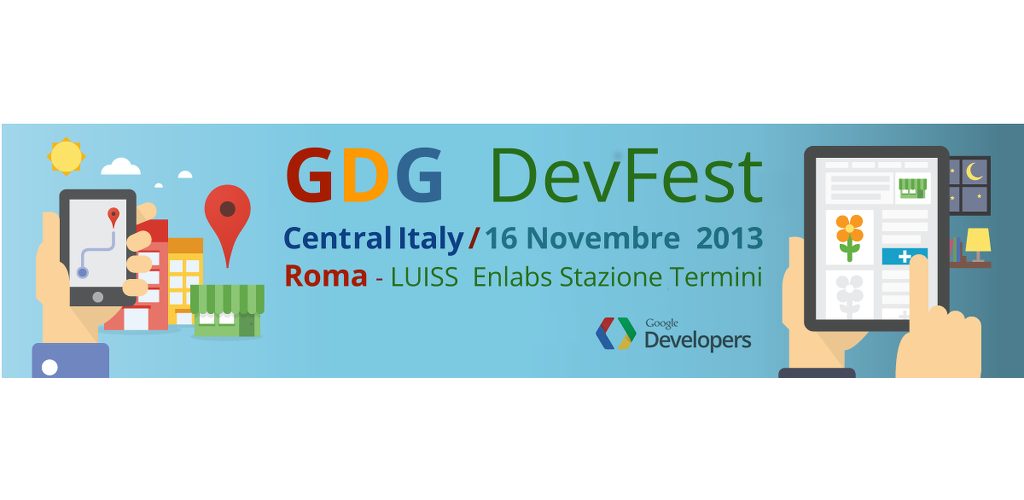 GDG DevFest
Central Italy / 16 Novembre 2013
Roma - LUISS Enlabs Stazione Termini
Google
Developers